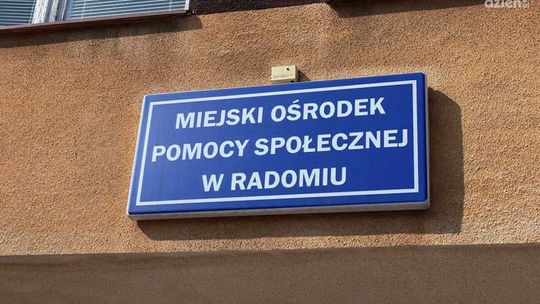 MIEJSKI OŚRODEK
POMOCY SPOŁECZNEJ
W RADOMIU